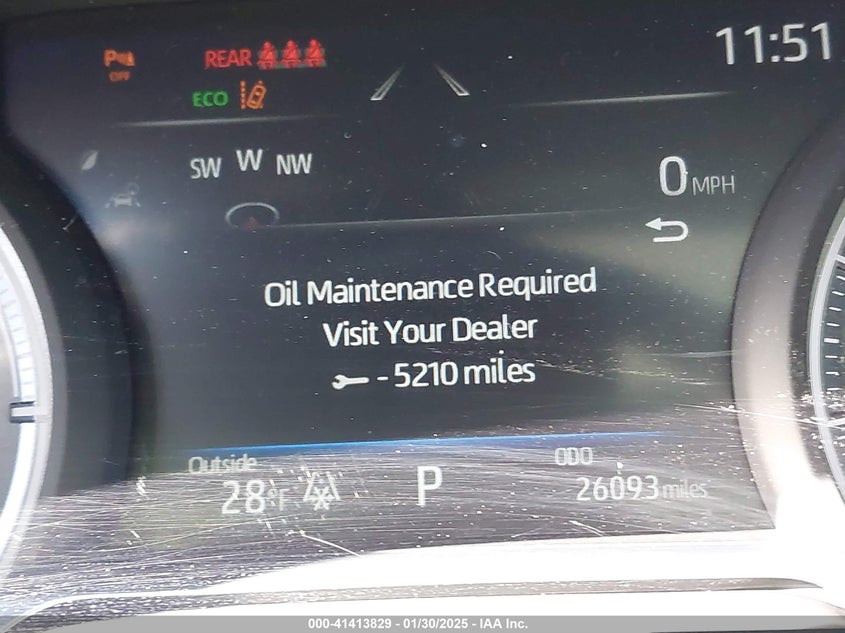 P OFF
REAR
11:51
ECO
SW W NW
0 MPH
Oil Maintenance Required
Visit Your Dealer
- 5210 miles
Outside
28°F
P
ODO
26093 miles
000-41413829 - 01/30/2025 - IAA Inc.